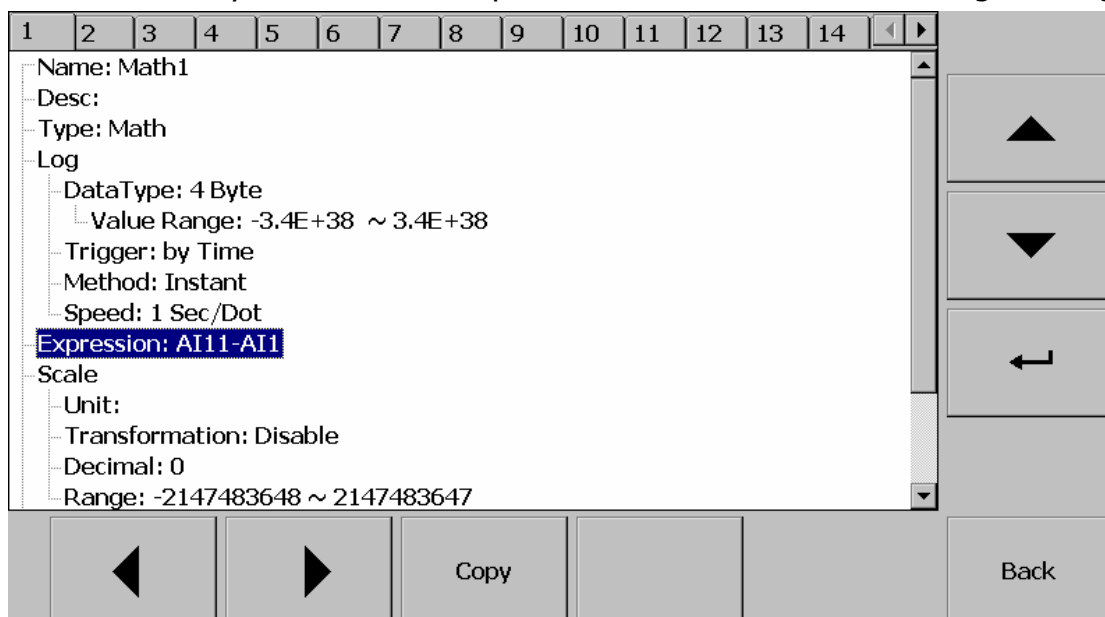 1 2 3 4 5 6 7 8 9 10 11 12 13 14
Name: Math1
Desc:
Type: Math
Log
DataType: 4 Byte
Value Range: -3.4E+38 ~ 3.4E+38
Trigger: by Time
Method: Instant
Speed: 1 Sec/Dot
Expression: AI11-AI1
Scale
Unit:
Transformation: Disable
Decimal: 0
Range: -2147483648 ~ 2147483647
Copy
Back